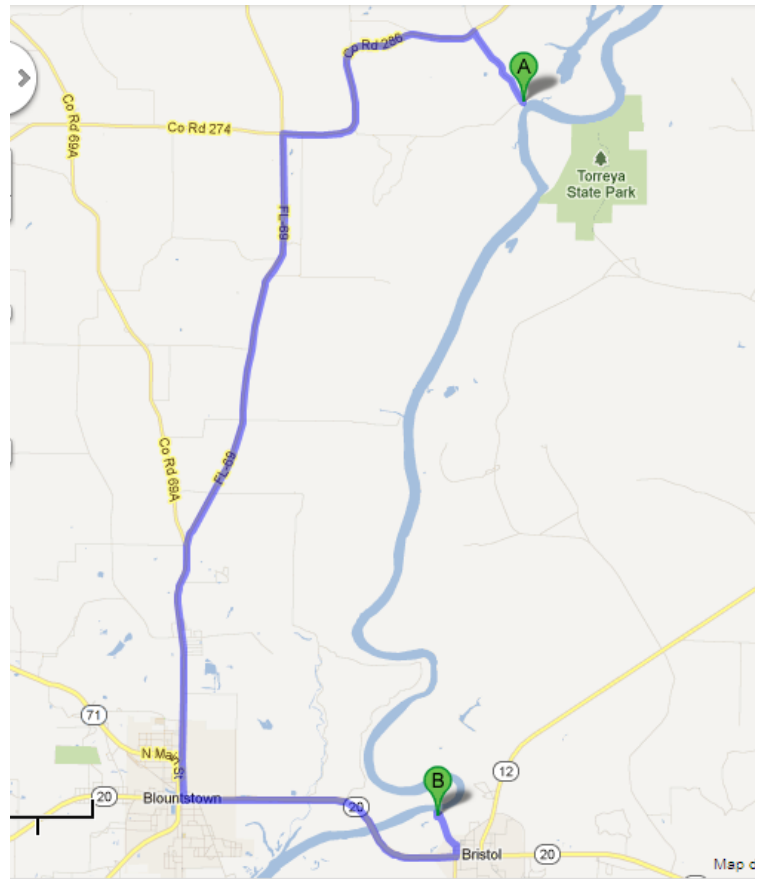 Co Rd 286
A
Co Rd 69A
Co Rd 274
Torreya
State Park
FL-69
Co Rd 69A
FL-69
71
N Main St
12
B
20
Blountstown
20
Bristol
20
Map